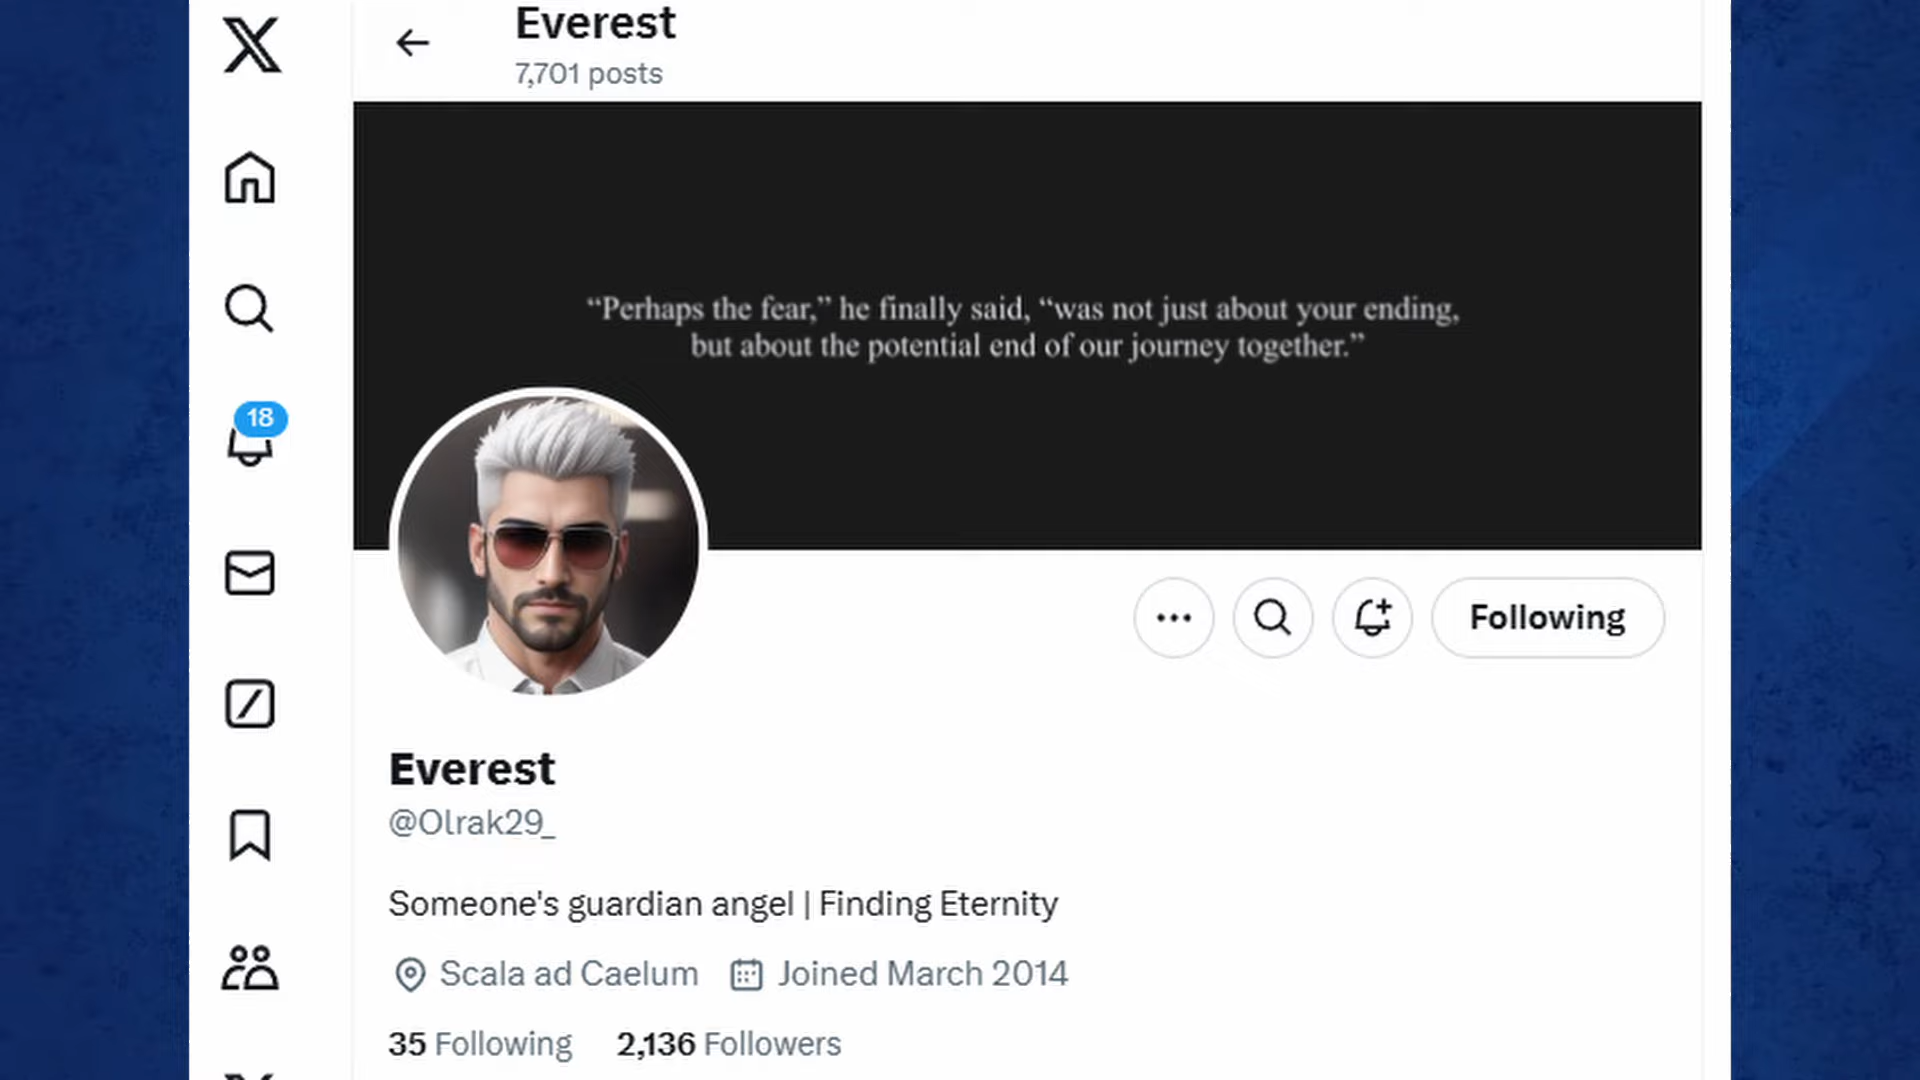 Everest
7,701 posts
“Perhaps the fear,” he finally said, “was not just about your ending,
but about the potential end of our journey together.”
18
Following
Everest
@Olrak29_
Someone's guardian angel | Finding Eternity
Scala ad Caelum Joined March 2014
35 Following 2,136 Followers